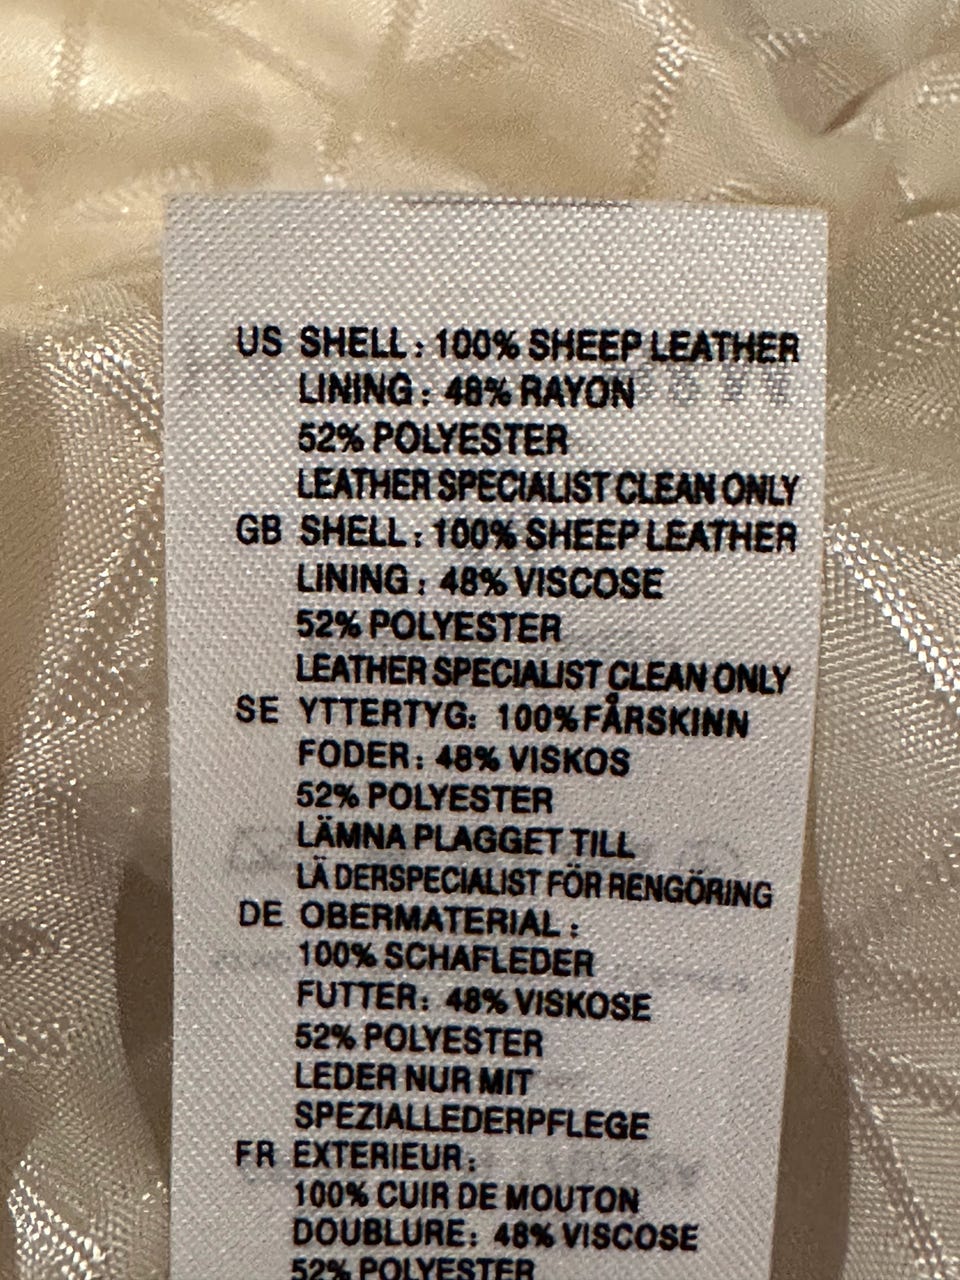 US SHELL: 100% SHEEP LEATHER
LINING: 48% RAYON
52% POLYESTER
LEATHER SPECIALIST CLEAN ONLY
GB SHELL: 100% SHEEP LEATHER
LINING: 48% VISCOSE
52% POLYESTER
LEATHER SPECIALIST CLEAN ONLY
SE YTTERTYG: 100% FÅRSKINN
FODER: 48% VISKOS
52% POLYESTER
LÄMNA PLAGGET TILL
LÄ DERSPECIALIST FÖR RENGÖRING
DE OBERMATERIAL:
100% SCHAFLEDER
FUTTER: 48% VISKOSE
52% POLYESTER
LEDER NUR MIT
SPEZIALLEDERPFLEGE
FR EXTERIEUR:
100% CUIR DE MOUTON
DOUBLURE: 48% VISCOSE
52% POLYESTER